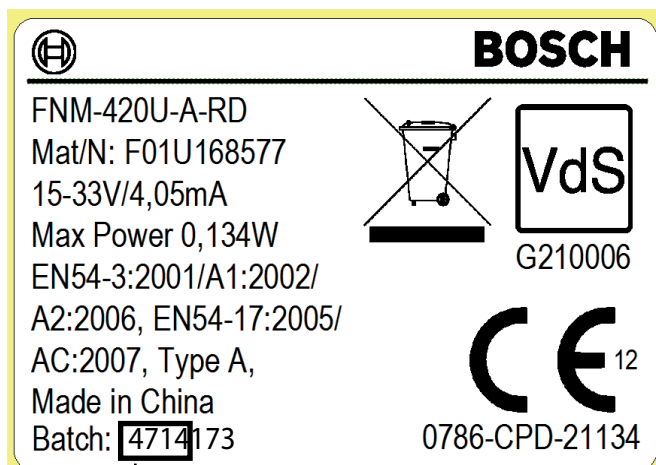 BOSCH
FNM-420U-A-RD
Mat/N: F01U168577
15-33V/4,05mA
Max Power 0,134W
EN54-3:2001/A1:2002/
A2:2006, EN54-17:2005/
AC:2007, Type A,
Made in China
Batch: 4714173
VdS
G210006
CE 12
0786-CPD-21134